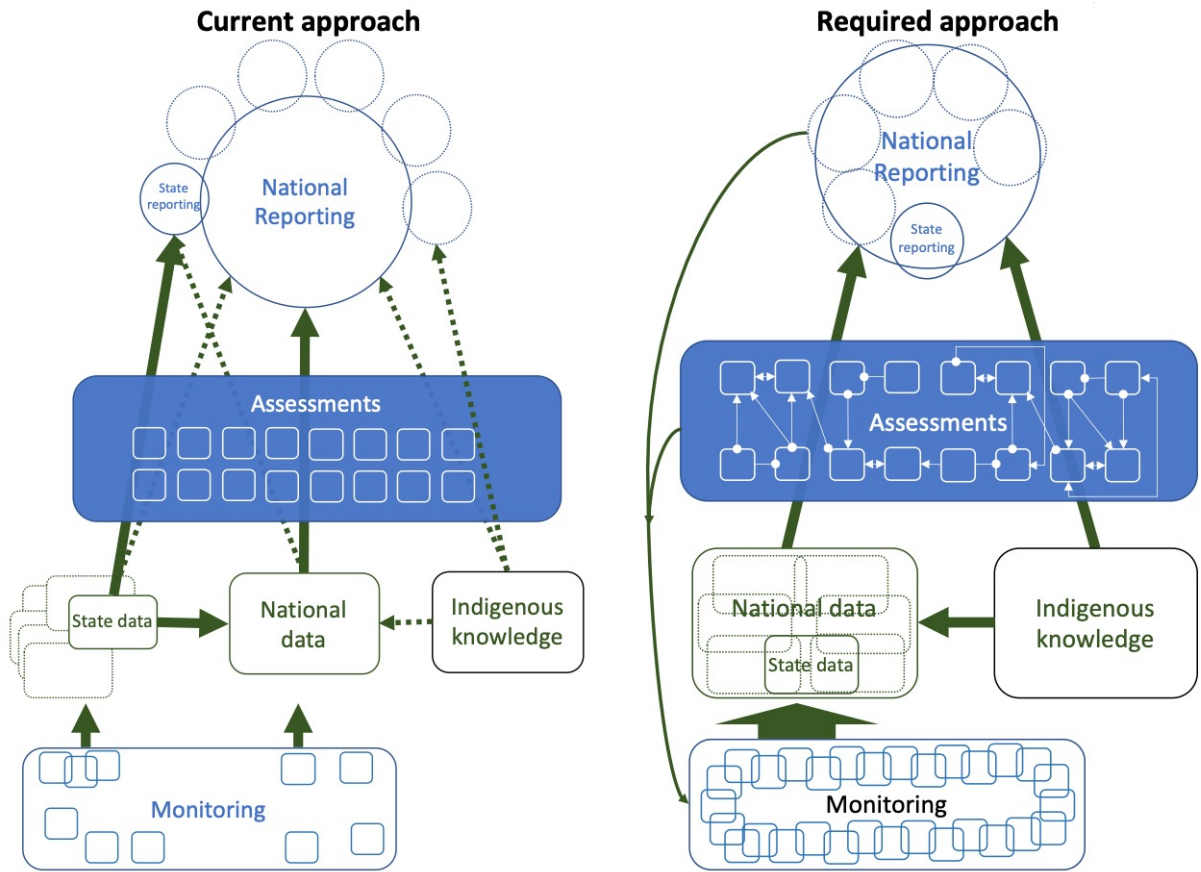 Current approach
State
reporting
National
Reporting
Assessments
State data
National
data
Indigenous
knowledge
Monitoring
Required approach
National
Reporting
State
reporting
Assessments
National data
State data
Indigenous
knowledge
Monitoring